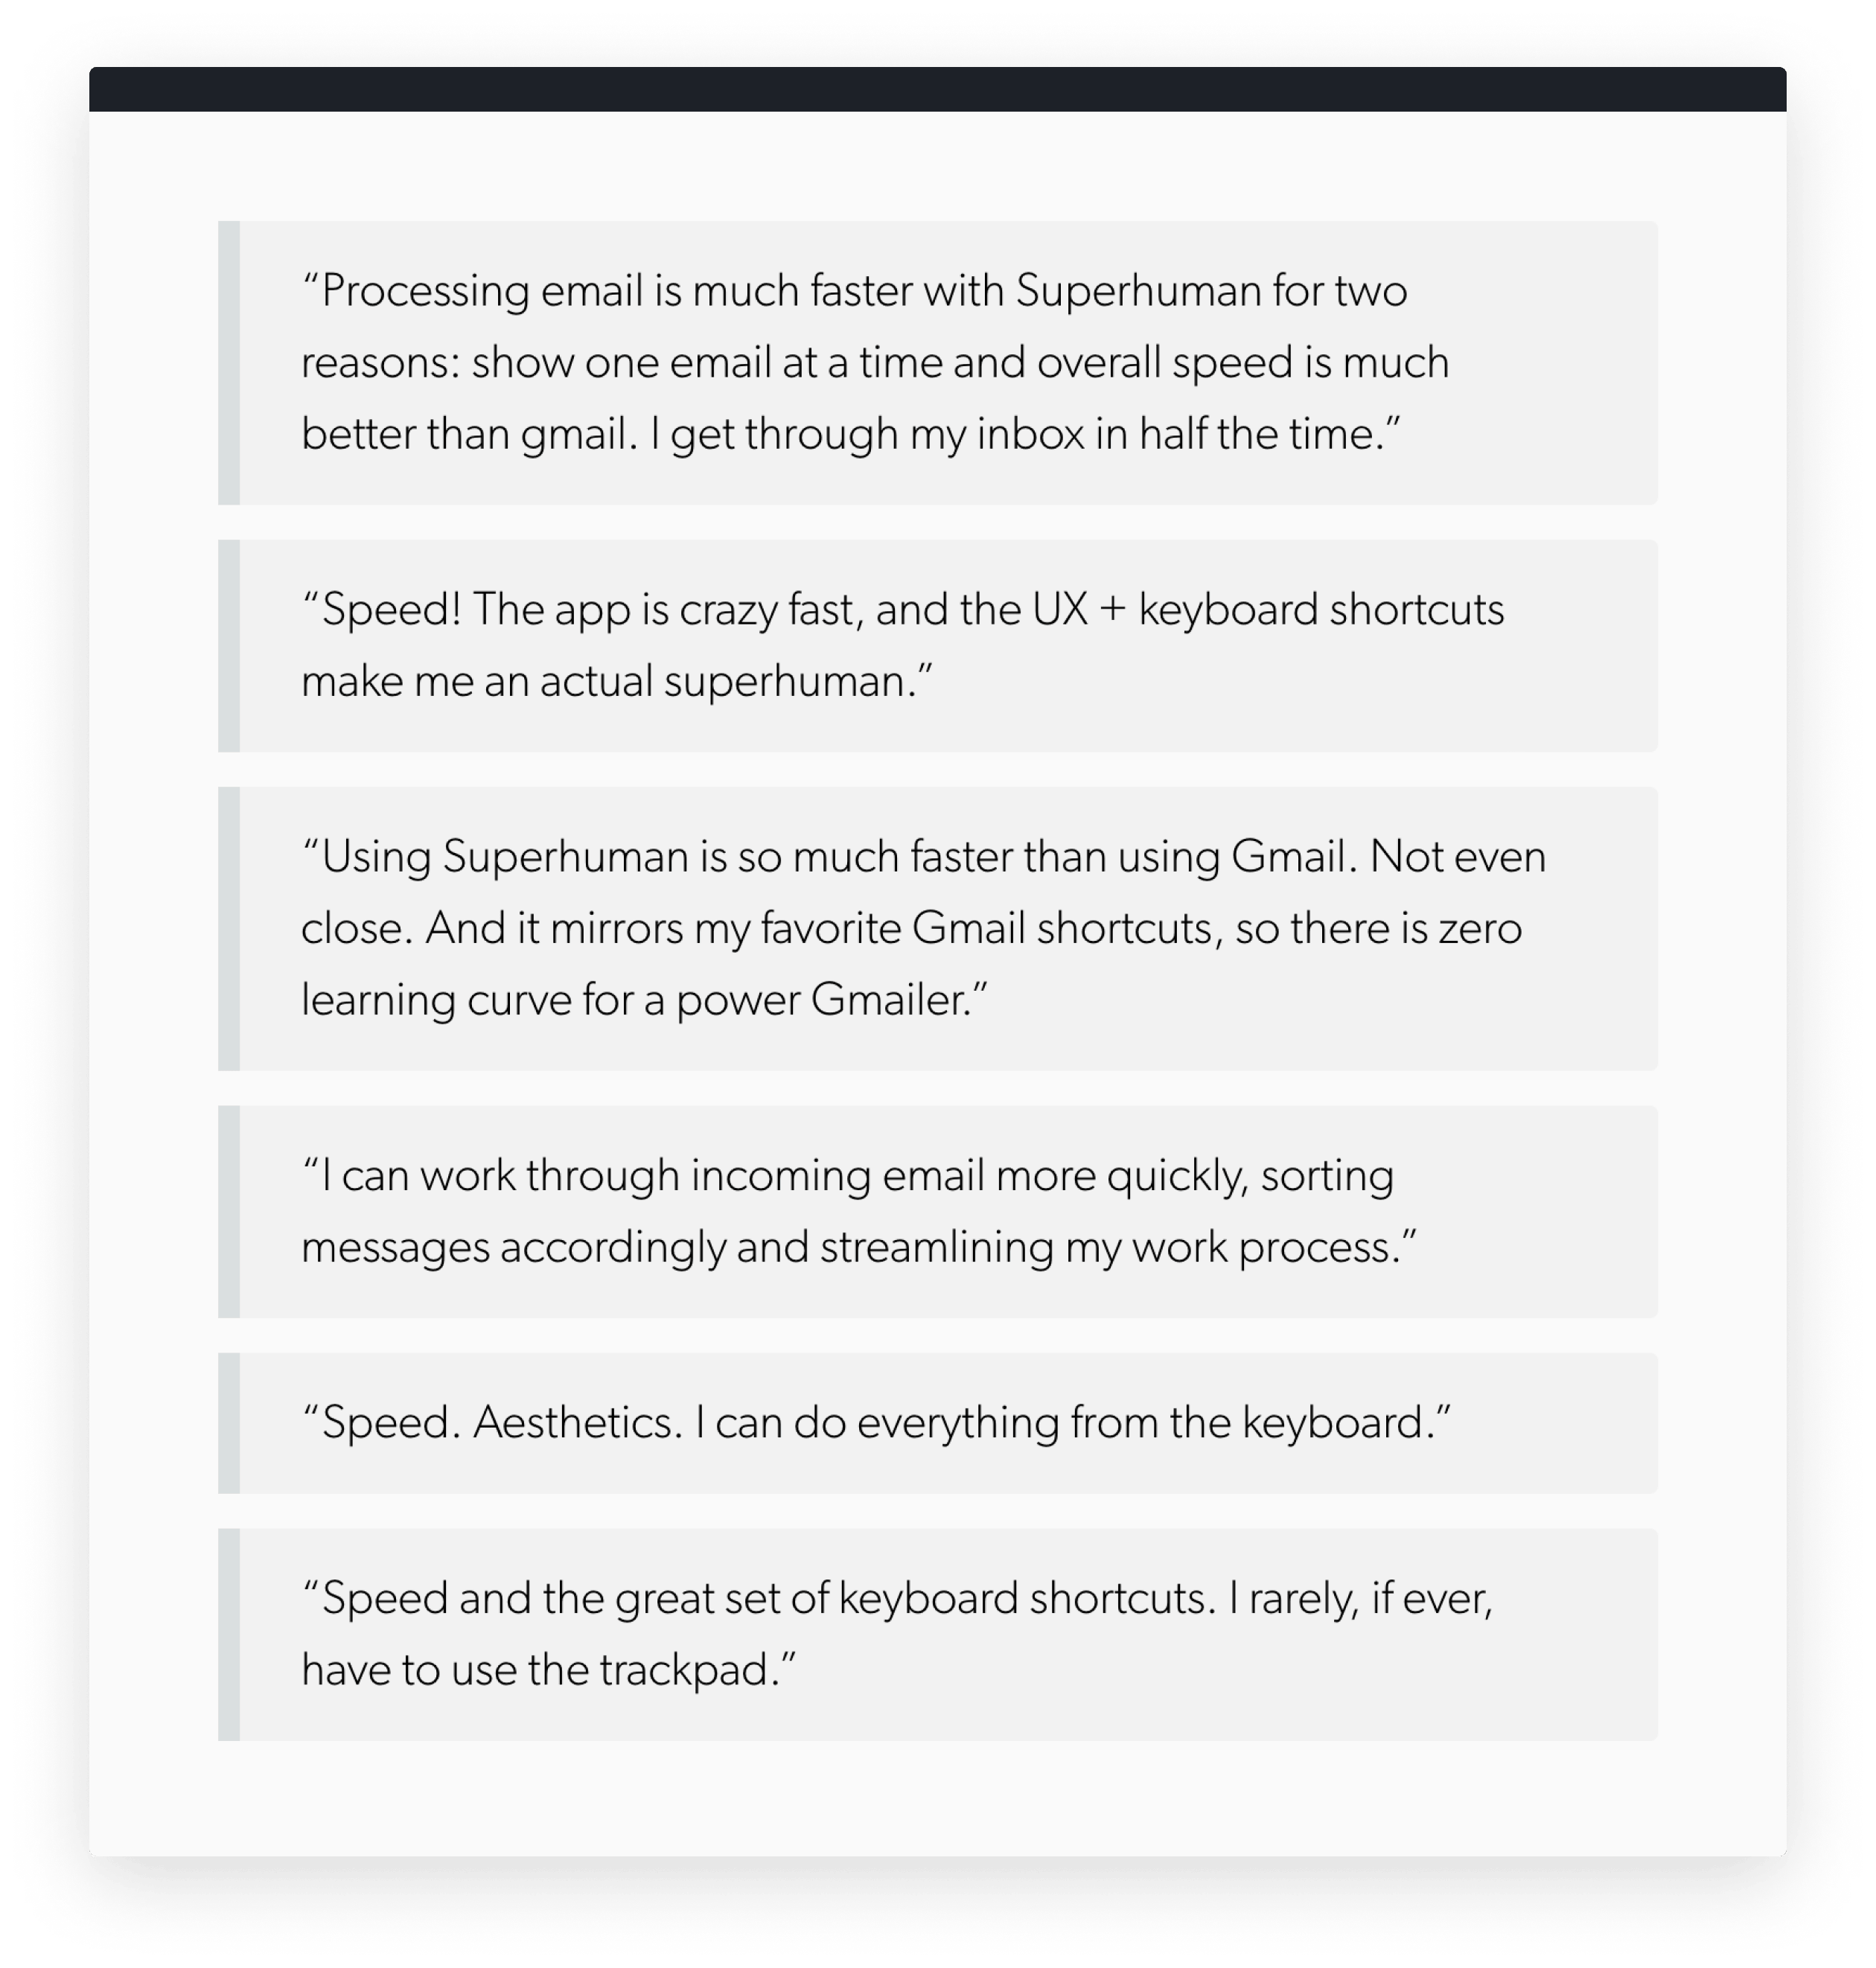 “Processing email is much faster with Superhuman for two
reasons: show one email at a time and overall speed is much
better than gmail. I get through my inbox in half the time.”
“Speed! The app is crazy fast, and the UX + keyboard shortcuts
make me an actual superhuman.”
“Using Superhuman is so much faster than using Gmail. Not even
close. And it mirrors my favorite Gmail shortcuts, so there is zero
learning curve for a power Gmailer.”
“I can work through incoming email more quickly, sorting
messages accordingly and streamlining my work process.”
“Speed. Aesthetics. I can do everything from the keyboard.”
“Speed and the great set of keyboard shortcuts. I rarely, if ever,
have to use the trackpad.”